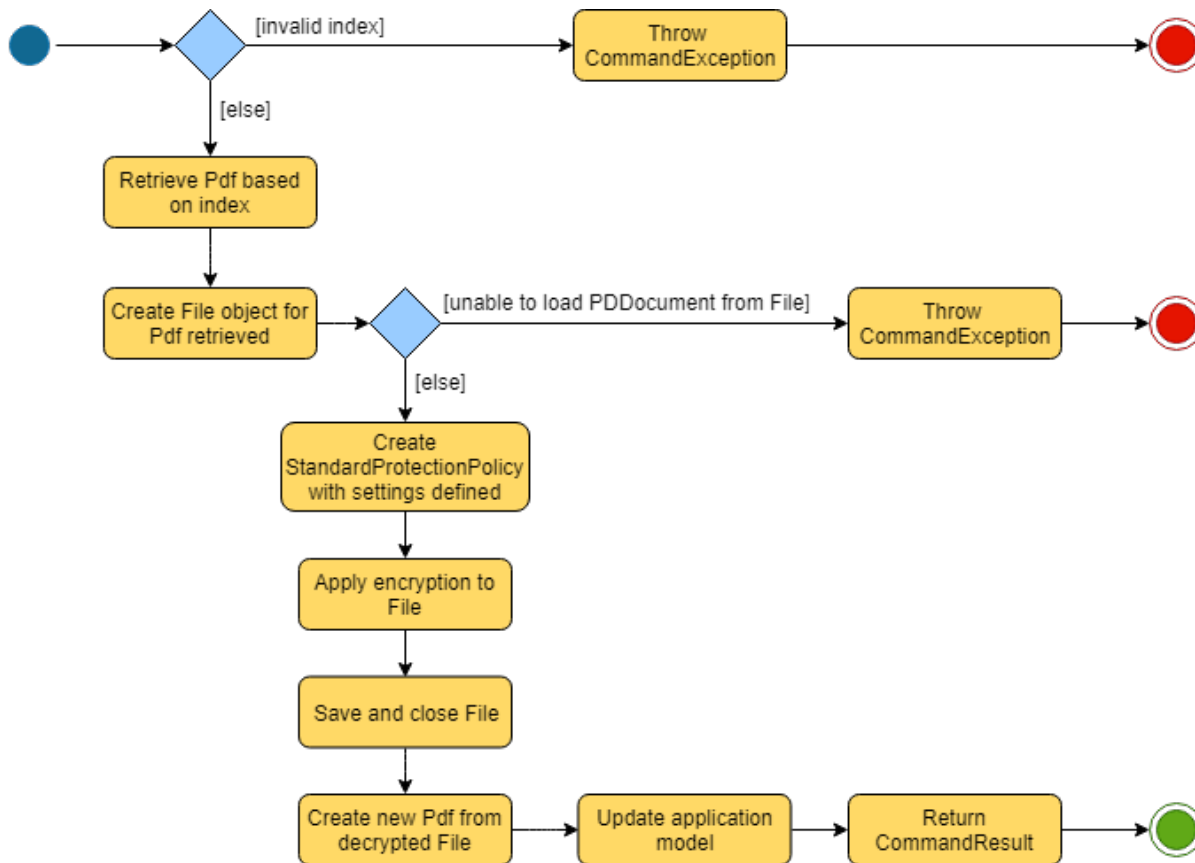 [invalid index]
Throw
CommandException
[else]
Retrieve Pdf based
on index
Create File object for
Pdf retrieved
[unable to load PDDocument from File]
Throw
CommandException
[else]
Create
StandardProtectionPolicy
with settings defined
Apply encryption to
File
Save and close File
Create new Pdf from
decrypted File
Update application
model
Return
CommandResult